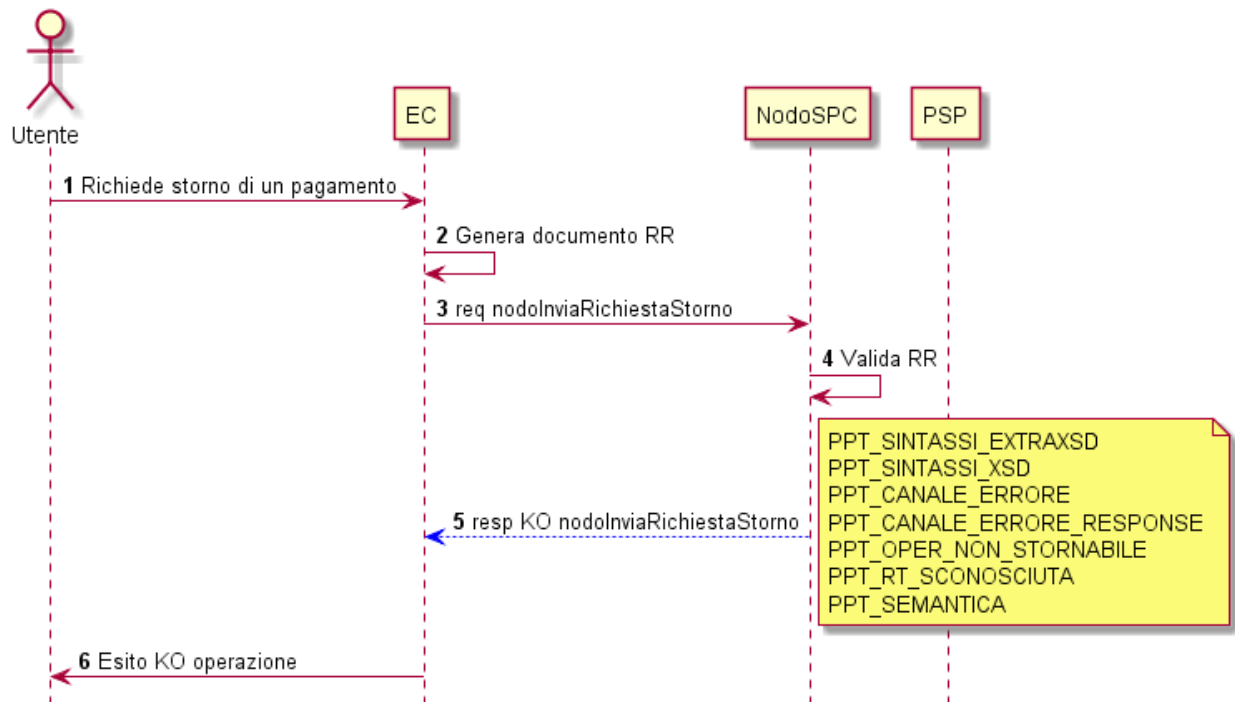 Utente
EC
NodoSPC
PSP
1 Richiede storno di un pagamento
2 Genera documento RR
3 req nodoInviaRichiestaStorno
4 Valida RR
PPT_SINTASSI_EXTRAXSD
PPT_SINTASSI_XSD
PPT_CANALE_ERRORE
PPT_CANALE_ERRORE_RESPONSE
PPT_OPER_NON_STORNABILE
PPT_RT_SCONOSCIUTA
PPT_SEMANTICA
5 resp KO nodoInviaRichiestaStorno
6 Esito KO operazione